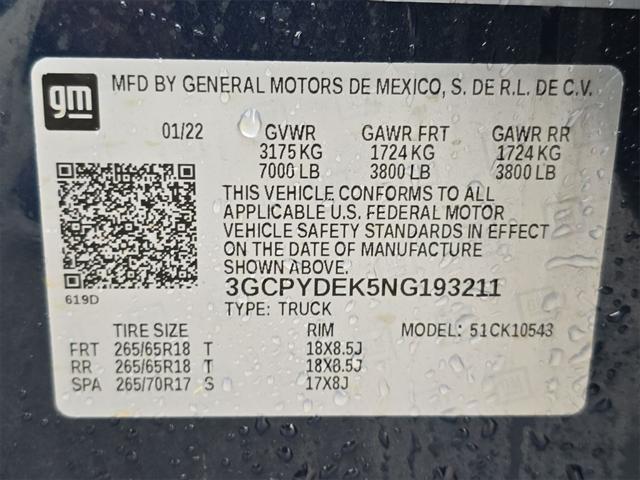 gm
MFD BY GENERAL MOTORS DE MEXICO, S. DE R.L. DE C.V.
01/22 GVWR GAWR FRT GAWR RR
3175 KG 1724 KG 1724 KG
7000 LB 3800 LB 3800 LB
THIS VEHICLE CONFORMS TO ALL
APPLICABLE U.S. FEDERAL MOTOR
VEHICLE SAFETY STANDARDS IN EFFECT
ON THE DATE OF MANUFACTURE
SHOWN ABOVE.
619D 3GCPYDEK5NG193211
TYPE: TRUCK
TIRE SIZE RIM MODEL: 51CK10543
FRT 265/65R18 T 18X8.5J
RR 265/65R18 T 18X8.5J
SPA 265/70R17 S 17X8J